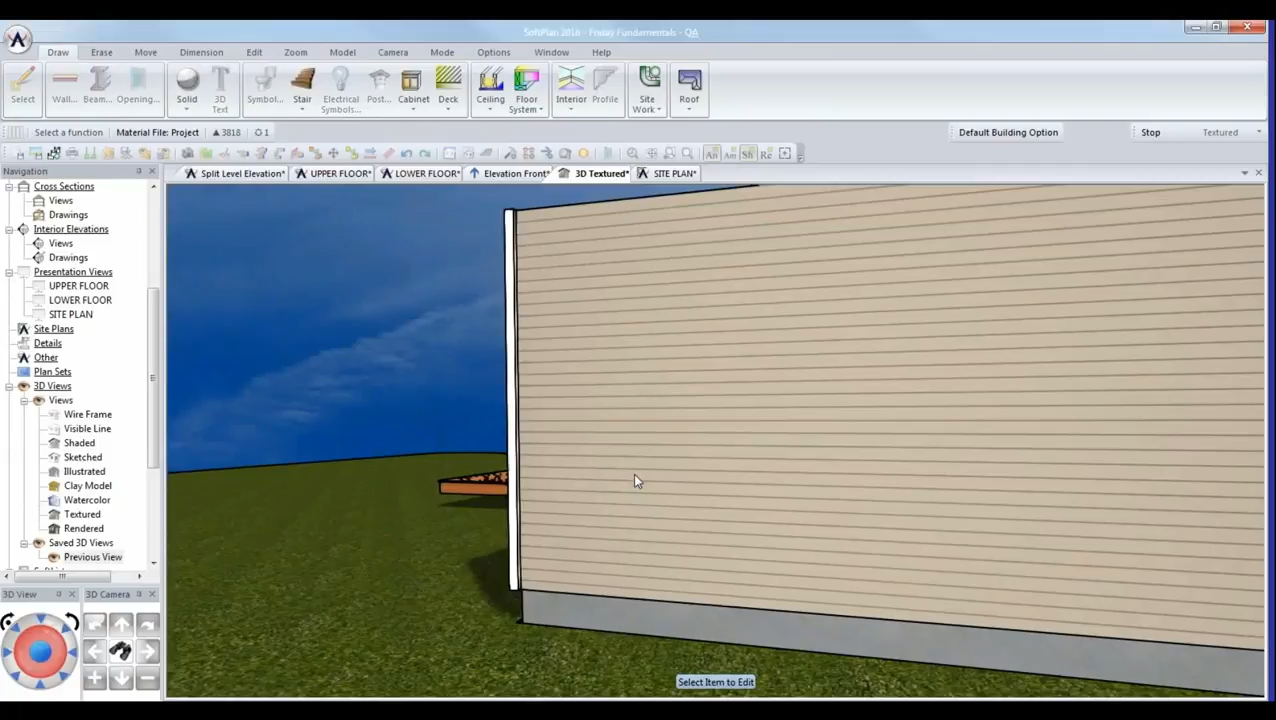 SoftPlan 2016 - Friday Fundamentals - QA
Draw Erase Move Dimension Edit Zoom Model Camera Mode Options Window Help
Select Wall... Beam... Opening... Solid 3D Text Symbol... Stair Electrical Symbols... Post... Cabinet Deck Ceiling Floor System Interior Profile Site Work Roof
Select a function Material File: Project 3818 1 Default Building Option Stop Textured
An Am Sh Re
Navigation Split Level Elevation* UPPER FLOOR* LOWER FLOOR* Elevation Front* 3D Textured* SITE PLAN*
Cross Sections
Views
Drawings
Interior Elevations
Views
Drawings
Presentation Views
UPPER FLOOR
LOWER FLOOR
SITE PLAN
Site Plans
Details
Other
Plan Sets
3D Views
Views
Wire Frame
Visible Line
Shaded
Sketched
Illustrated
Clay Model
Watercolor
Textured
Rendered
Saved 3D Views
Previous View
3D View 3D Camera
Select Item to Edit